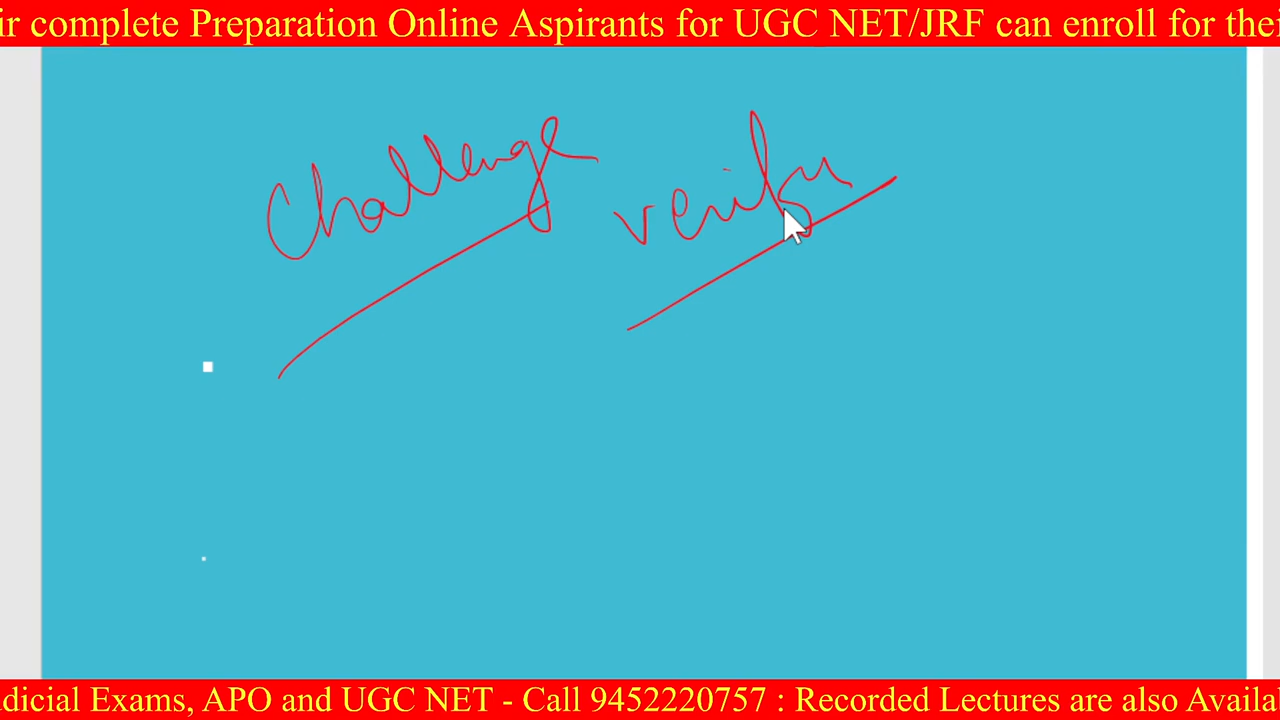 ir complete Preparation Online Aspirants for UGC NET/JRF can enroll for thei
Challenge verify
dicial Exams, APO and UGC NET - Call 9452220757 : Recorded Lectures are also Availa